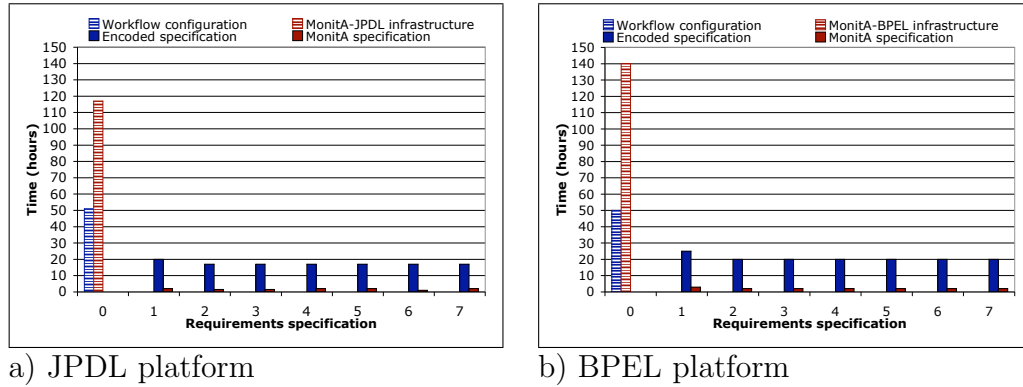 Workflow configuration MonitA-JPDL infrastructure
Encoded specification MonitA specification
150
140
130
120
110
100
90
80
70
60
50
40
30
20
10
0
Time (hours)
0 1 2 3 4 5 6 7
Requirements specification
a) JPDL platform
Workflow configuration MonitA-BPEL infrastructure
Encoded specification MonitA specification
150
140
130
120
110
100
90
80
70
60
50
40
30
20
10
0
Time (hours)
0 1 2 3 4 5 6 7
Requirements specification
b) BPEL platform